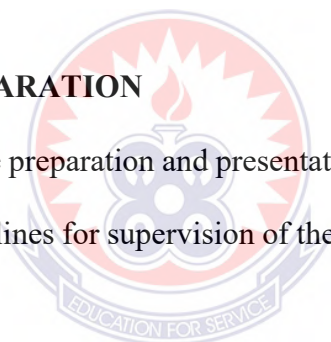 ARATION
e preparation and presentat
lines for supervision of the
EDUCATION FOR SERVICE